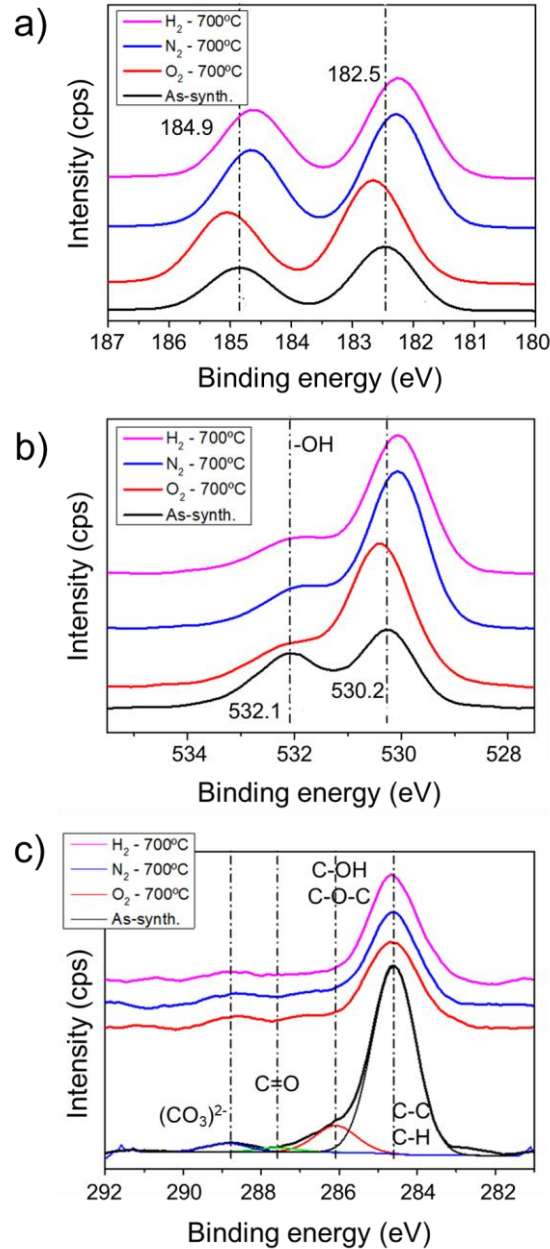 a)
H₂ - 700ºC
N₂ - 700ºC
O₂ - 700ºC
As-synth.
184.9
182.5
Intensity (cps)
187 186 185 184 183 182 181 180
Binding energy (eV)
b)
H₂ - 700ºC
N₂ - 700ºC
O₂ - 700ºC
As-synth.
-OH
532.1
530.2
Intensity (cps)
534 532 530 528
Binding energy (eV)
c)
H₂ - 700ºC
N₂ - 700ºC
O₂ - 700ºC
As-synth.
C-OH
C-O-C
C=O
(CO₃)²⁻
C-C
C-H
Intensity (cps)
292 290 288 286 284 282
Binding energy (eV)